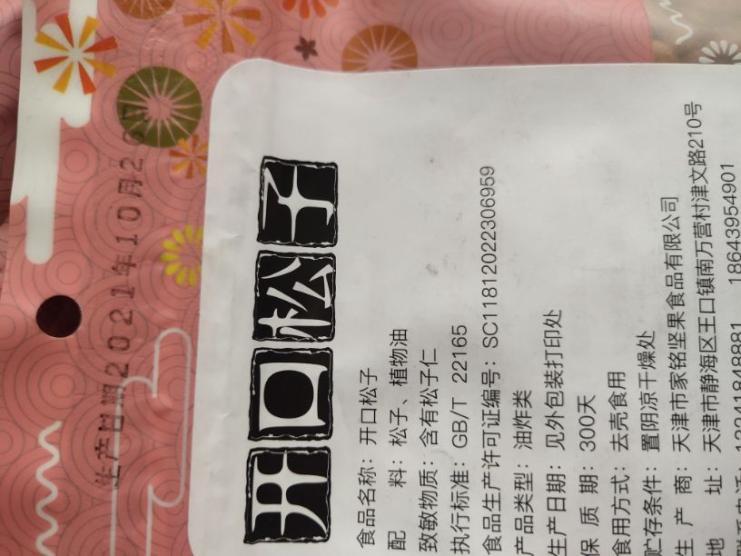 生产日期2021年10月2
开口松子
食品名称：开口松子
配 料：松子、植物油
致敏物质：含有松子仁
执行标准：GB/T 22165
食品生产许可证编号：SC11812022306959
产品类型：油炸类
生产日期：见外包装打印处
保 质 期：300天
食用方式：去壳食用
贮存条件：置阴凉干燥处
生 产 商：天津市家铭坚果食品有限公司
地 址：天津市静海区王口镇南万营村津文路210号
13241848881 18643954901